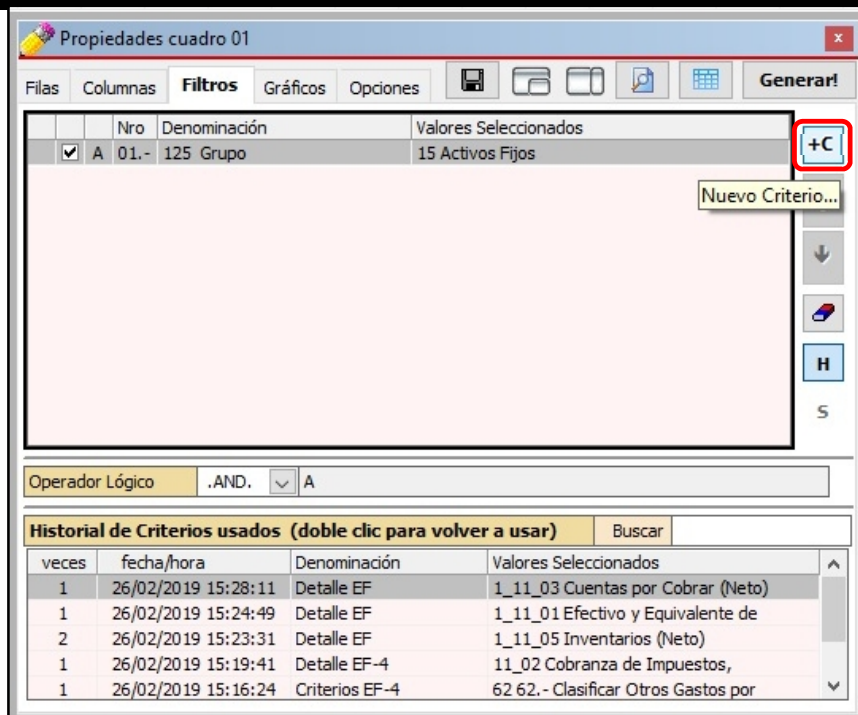 Propiedades cuadro 01
x
Filas Columnas Filtros Gráficos Opciones Generar!
Nro Denominación Valores Seleccionados
A 01.- 125 Grupo 15 Activos Fijos
+C
Nuevo Criterio...
H
S
Operador Lógico .AND. A
Historial de Criterios usados (doble clic para volver a usar) Buscar
veces fecha/hora Denominación Valores Seleccionados
1 26/02/2019 15:28:11 Detalle EF 1_11_03 Cuentas por Cobrar (Neto)
1 26/02/2019 15:24:49 Detalle EF 1_11_01 Efectivo y Equivalente de
2 26/02/2019 15:23:31 Detalle EF 1_11_05 Inventarios (Neto)
1 26/02/2019 15:19:41 Detalle EF-4 11_02 Cobranza de Impuestos,
1 26/02/2019 15:16:24 Criterios EF-4 62 62.- Clasificar Otros Gastos por